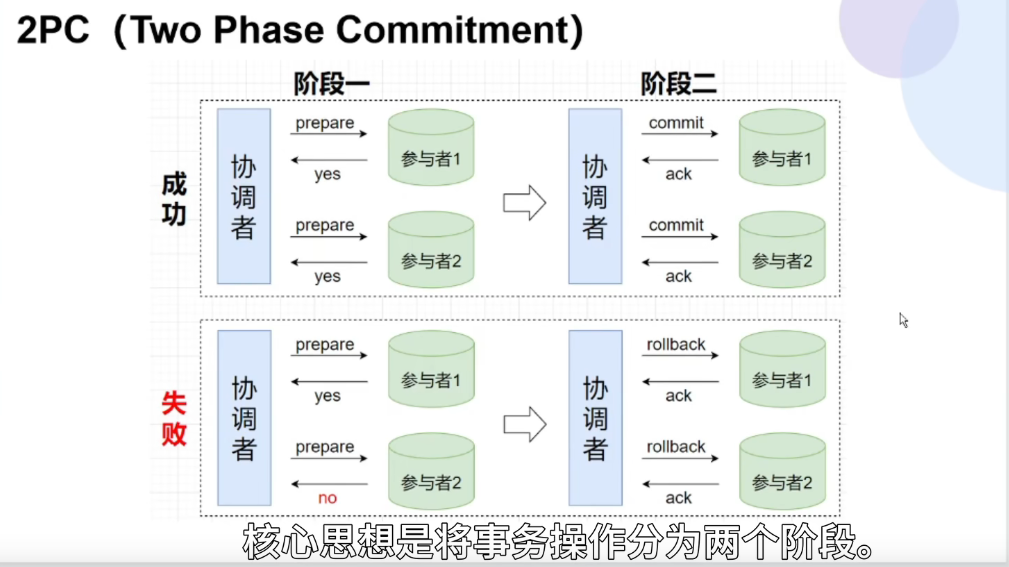 2PC（Two Phase Commitment）
阶段一
阶段二
成功
协调者
prepare
yes
参与者1
prepare
yes
参与者2
协调者
commit
ack
参与者1
commit
ack
参与者2
失败
协调者
prepare
yes
参与者1
prepare
no
参与者2
协调者
rollback
ack
参与者1
rollback
ack
参与者2
核心思想是将事务操作分为两个阶段。